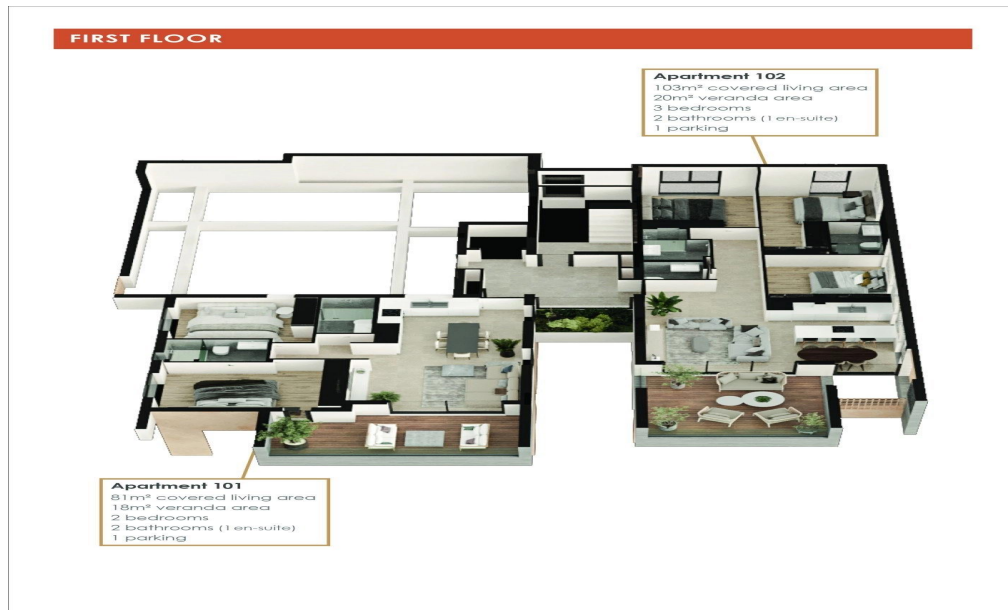 FIRST FLOOR
Apartment 102
103m² covered living area
20m² veranda area
3 bedrooms
2 bathrooms (1 en-suite)
1 parking
Apartment 101
81m² covered living area
18m² veranda area
2 bedrooms
2 bathrooms (1 en-suite)
1 parking